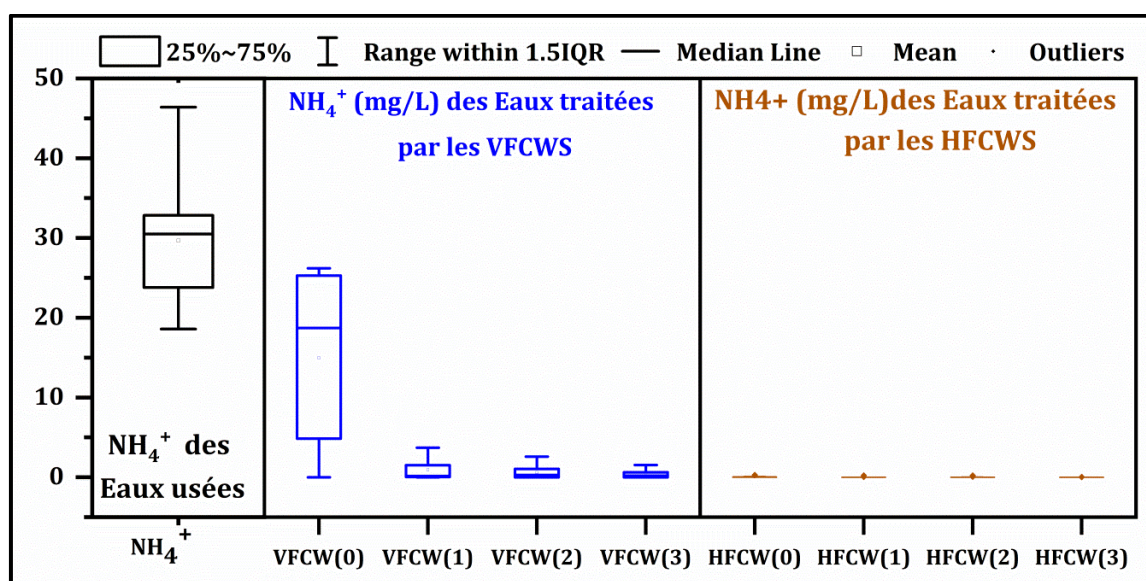 25%~75% Range within 1.5IQR Median Line Mean Outliers
50
40
30
20
10
0
NH₄⁺ des
Eaux usées
NH₄⁺ (mg/L) des Eaux traitées
par les VFCWS
NH4+ (mg/L)des Eaux traitées
par les HFCWS
NH₄⁺ VFCW(0) VFCW(1) VFCW(2) VFCW(3) HFCW(0) HFCW(1) HFCW(2) HFCW(3)